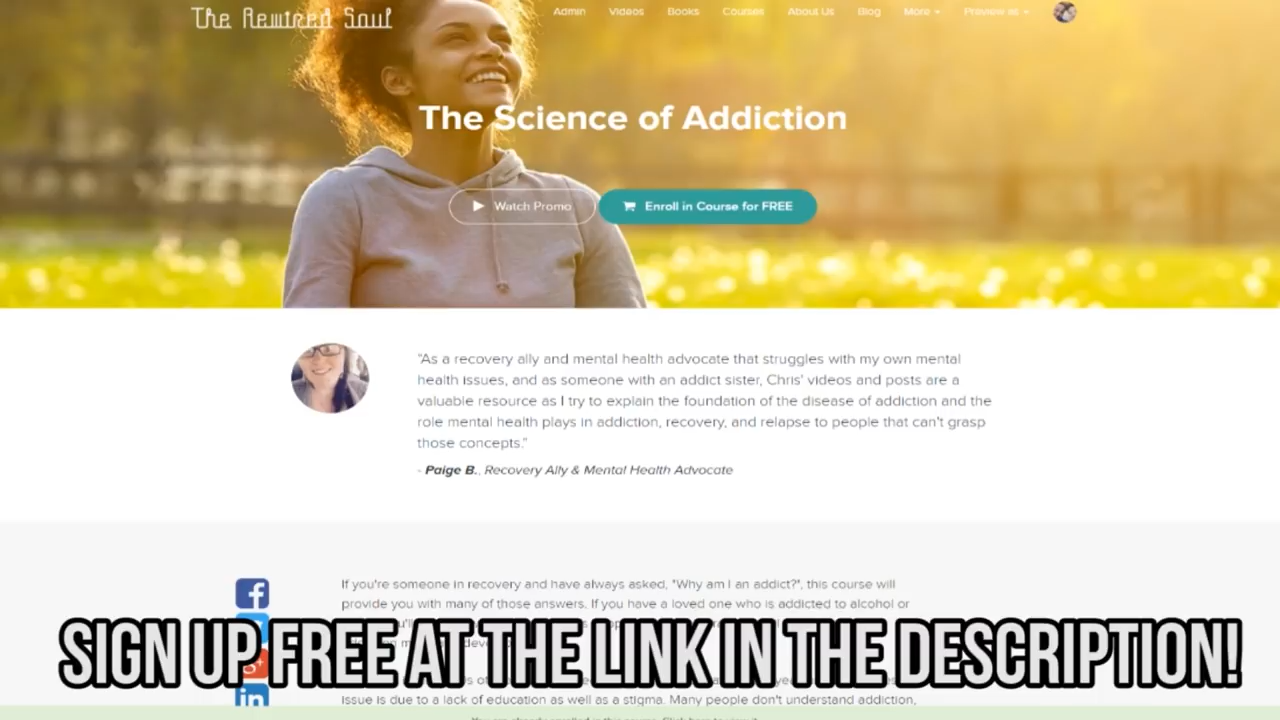 The Rewired Soul
Admin Videos Books Courses About Us Blog More Preview as
The Science of Addiction
Watch Promo
Enroll in Course for FREE
"As a recovery ally and mental health advocate that struggles with my own mental
health issues, and as someone with an addict sister, Chris' videos and posts are a
valuable resource as I try to explain the foundation of the disease of addiction and the
role mental health plays in addiction, recovery, and relapse to people that can't grasp
those concepts."
- Paige B., Recovery Ally & Mental Health Advocate
If you're someone in recovery and have always asked, "Why am I an addict?", this course will
provide you with many of those answers. If you have a loved one who is addicted to alcohol or
SIGN UP FREE AT THE LINK IN THE DESCRIPTION!
issue is due to a lack of education as well as a stigma. Many people don't understand addiction,